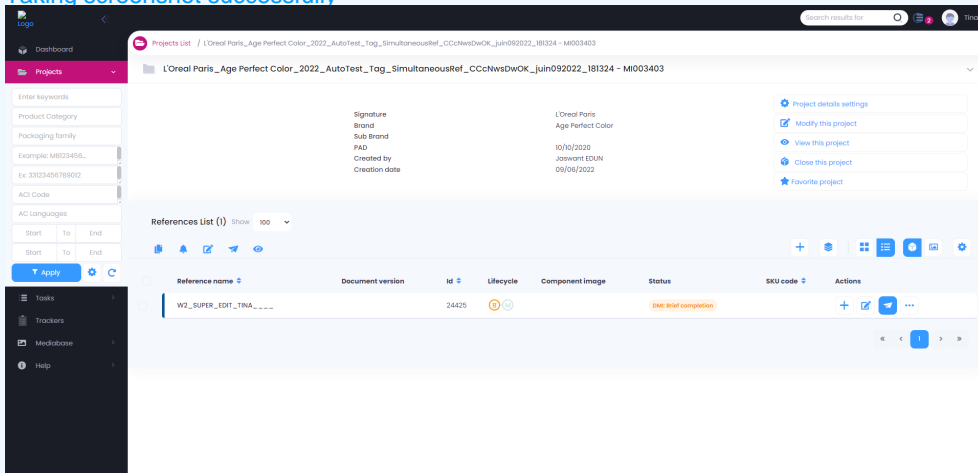 Taking screenshot successfully
Logo
Search results for
2
Tina
Dashboard
Projects
Enter keywords
Product Category
Packaging family
Example: MB123456...
Ex: 33123456789012
ACI Code
AC Languages
Start To End
Start To End
Apply
Tasks
Trackers
Mediabase
Help
Projects List / L'Oreal Paris_Age Perfect Color_2022_AutoTest_Tag_SimultaneousRef_CCcNwsDwOK_juin092022_181324 - MI003403
L'Oreal Paris_Age Perfect Color_2022_AutoTest_Tag_SimultaneousRef_CCcNwsDwOK_juin092022_181324 - MI003403
Signature L'Oreal Paris
Brand Age Perfect Color
Sub Brand
PAD 10/10/2020
Created by Jaswant EDUN
Creation date 09/06/2022
Project details settings
Modify this project
View this project
Close this project
Favorite project
References List (1) Show 100
Reference name Document version Id Lifecycle Component image Status SKU code Actions
W2_SUPER_EDIT_TINA____ 24425 R M DMI: Brief completion
« ‹ 1 › »